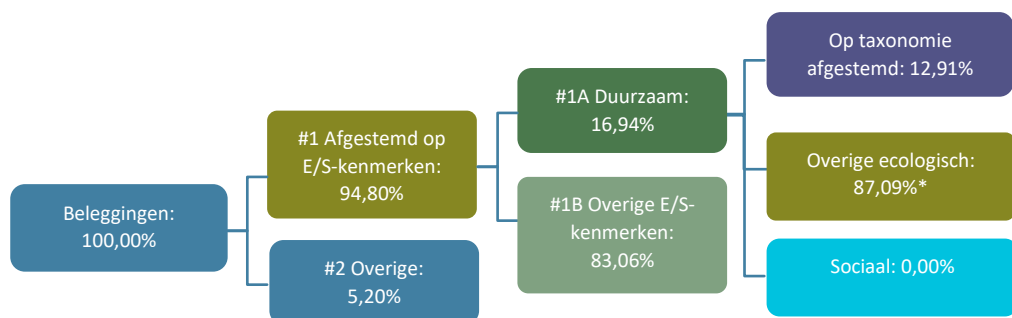 Beleggingen:
100,00%
#1 Afgestemd op
E/S-kenmerken:
94,80%
#2 Overige:
5,20%
#1A Duurzaam:
16,94%
#1B Overige E/S-
kenmerken:
83,06%
Op taxonomie
afgestemd: 12,91%
Overige ecologisch:
87,09%*
Sociaal: 0,00%